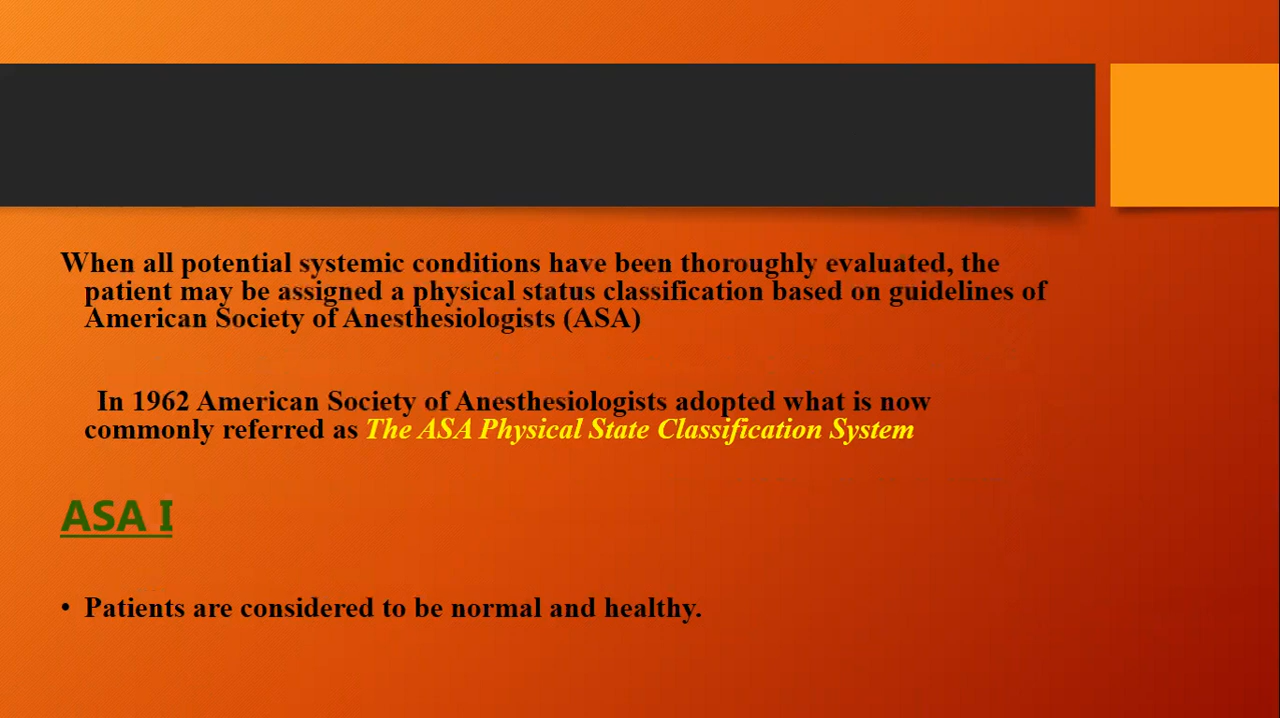 When all potential systemic conditions have been thoroughly evaluated, the
patient may be assigned a physical status classification based on guidelines of
American Society of Anesthesiologists (ASA)
In 1962 American Society of Anesthesiologists adopted what is now
commonly referred as The ASA Physical State Classification System
ASA I
• Patients are considered to be normal and healthy.